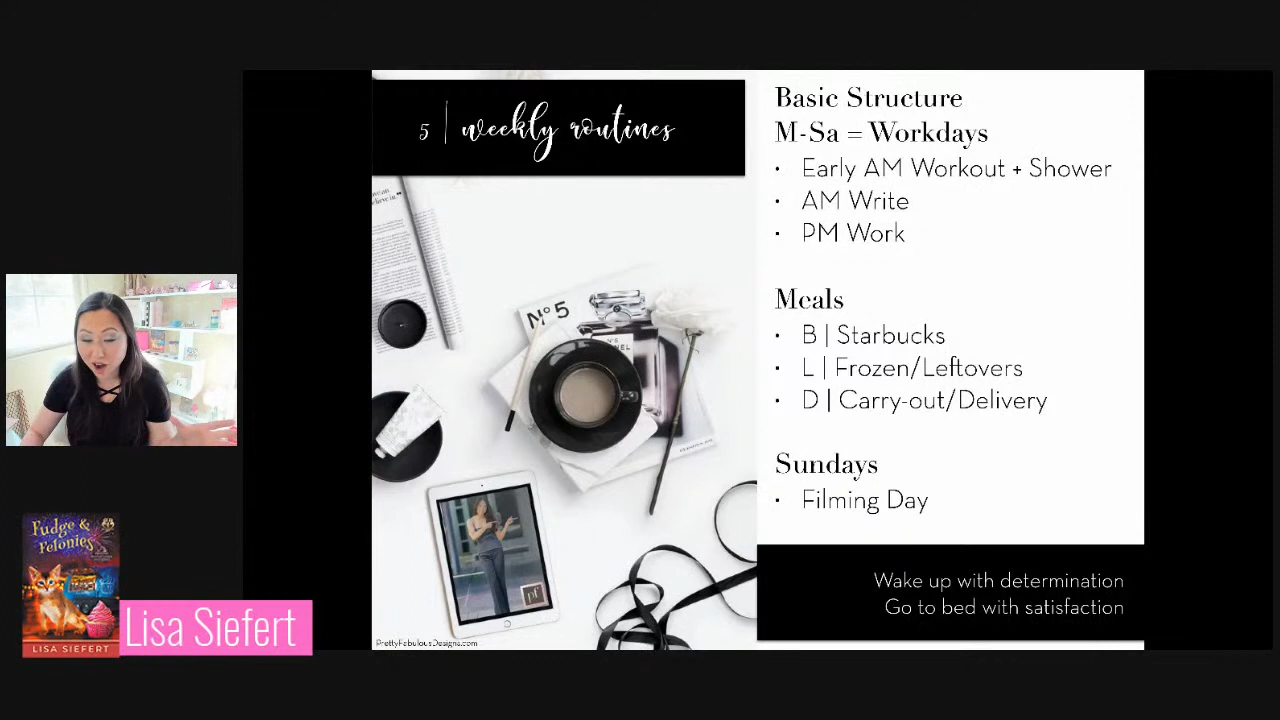 5 | weekly routines
Basic Structure
M-Sa = Workdays
• Early AM Workout + Shower
• AM Write
• PM Work
Meals
• B | Starbucks
• L | Frozen/Leftovers
• D | Carry-out/Delivery
Sundays
• Filming Day
Wake up with determination
Go to bed with satisfaction
Nº5
pf
PrettyFabulousDesigns.com
Fudge &
Felonies
LISA SIEFERT
Lisa Siefert